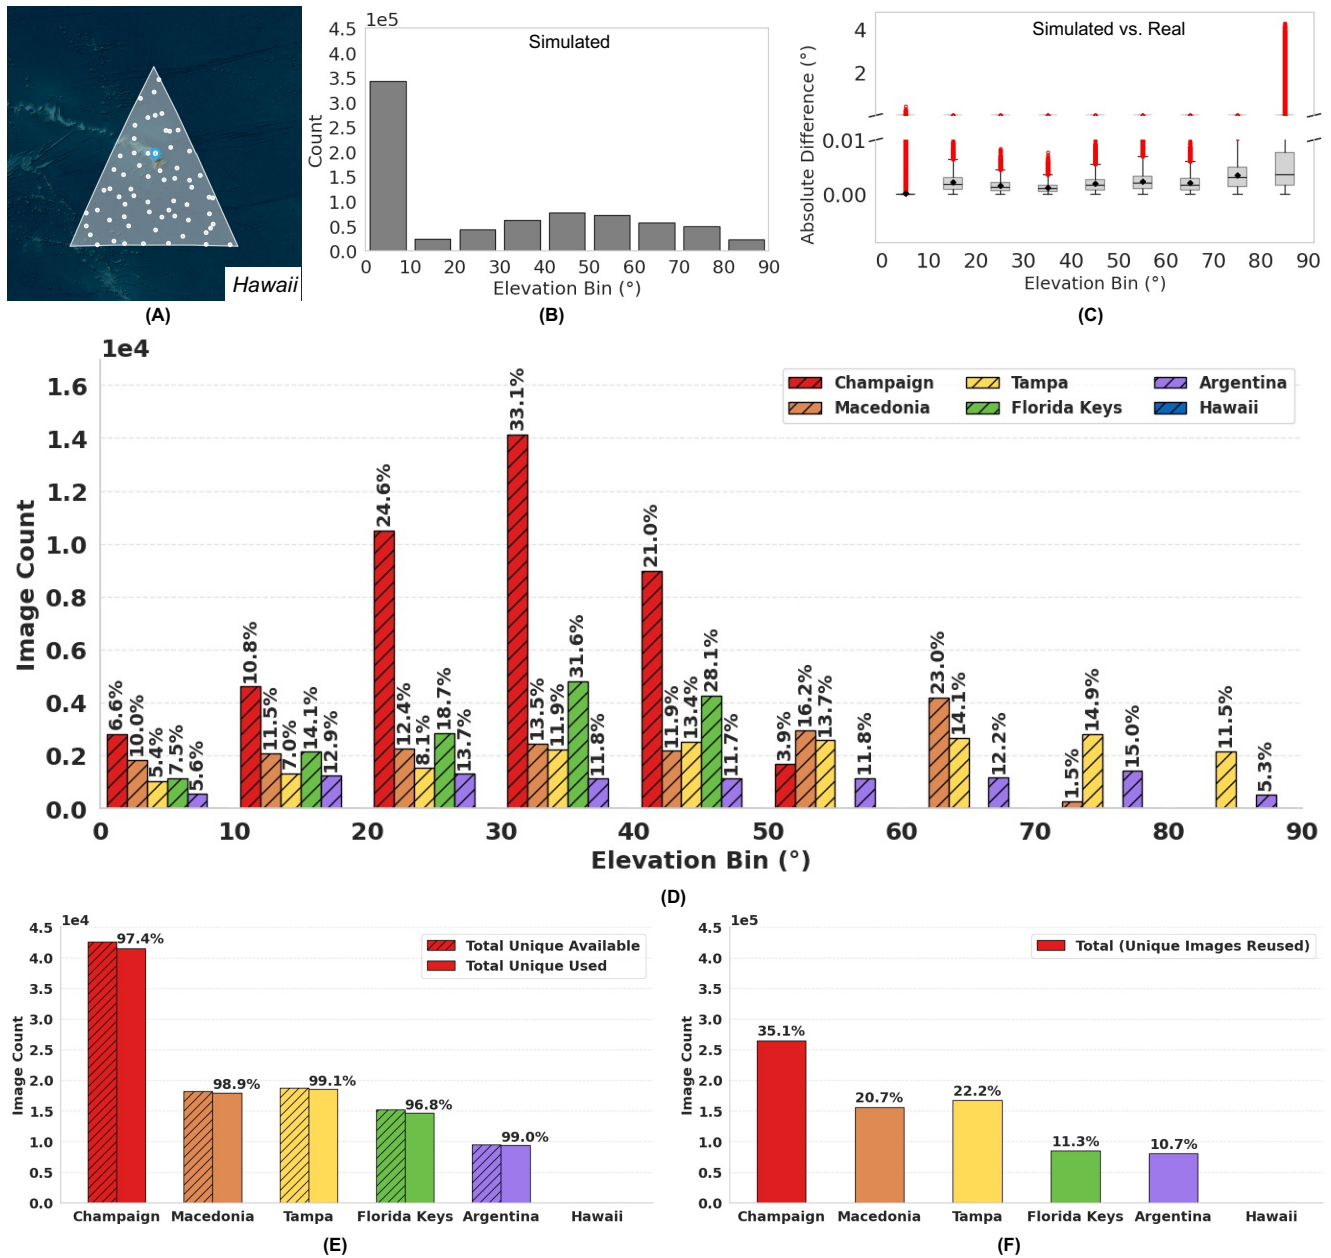 Hawaii
(A)
1e5
Simulated
Count
4.5
4.0
3.5
3.0
2.5
2.0
1.5
1.0
0.5
0.0
0 10 20 30 40 50 60 70 80 90
Elevation Bin (°)
(B)
Simulated vs. Real
Absolute Difference (°)
4
2
0.01
0.00
0 10 20 30 40 50 60 70 80 90
Elevation Bin (°)
(C)
1e4
Image Count
1.6
1.4
1.2
1.0
0.8
0.6
0.4
0.2
0.0
Champaign Tampa Argentina
Macedonia Florida Keys Hawaii
6.6% 10.0% 5.4% 7.5% 5.6%
10.8% 11.5% 7.0% 14.1% 12.9%
24.6% 12.4% 8.1% 18.7% 13.7%
33.1% 13.5% 11.9% 31.6% 11.8%
21.0% 11.9% 13.4% 28.1% 11.7%
3.9% 16.2% 13.7% 11.8%
23.0% 14.1% 12.2%
1.5% 14.9% 15.0%
11.5% 5.3%
0 10 20 30 40 50 60 70 80 90
Elevation Bin (°)
(D)
1e4
Image Count
4.5
4.0
3.5
3.0
2.5
2.0
1.5
1.0
0.5
0.0
Total Unique Available
Total Unique Used
97.4%
98.9%
99.1%
96.8%
99.0%
Champaign Macedonia Tampa Florida Keys Argentina Hawaii
(E)
1e5
Image Count
4.5
4.0
3.5
3.0
2.5
2.0
1.5
1.0
0.5
0.0
Total (Unique Images Reused)
35.1%
20.7%
22.2%
11.3%
10.7%
Champaign Macedonia Tampa Florida Keys Argentina Hawaii
(F)